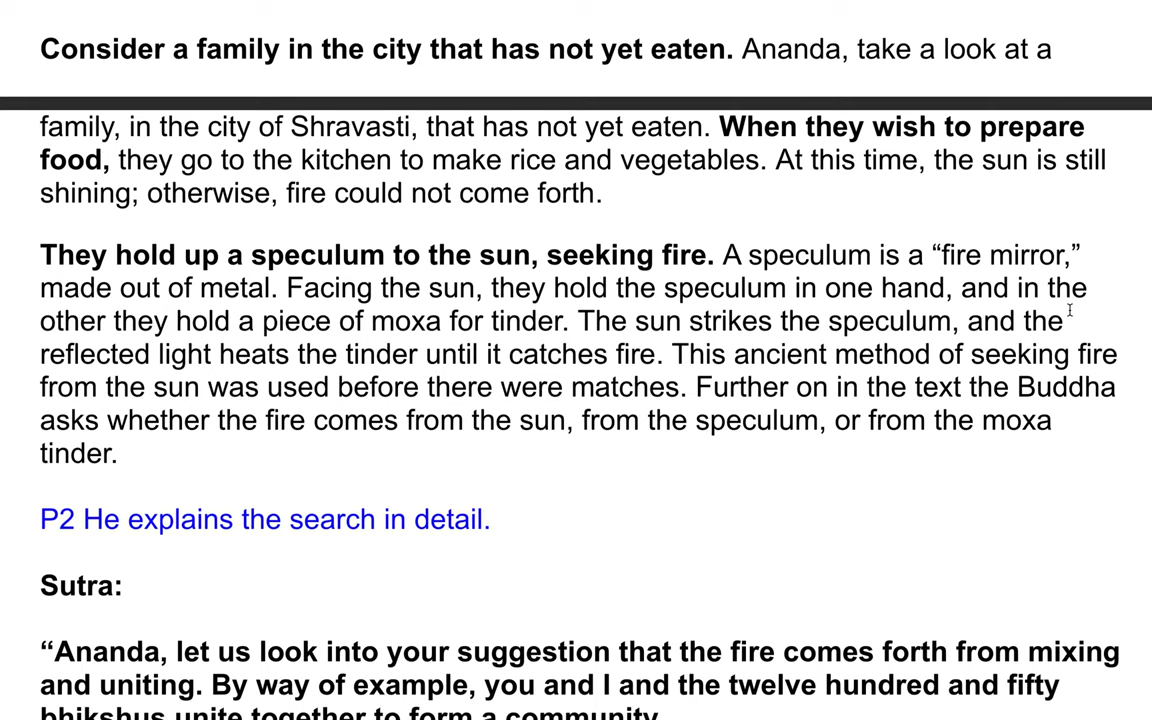 Consider a family in the city that has not yet eaten. Ananda, take a look at a
family, in the city of Shravasti, that has not yet eaten. When they wish to prepare
food, they go to the kitchen to make rice and vegetables. At this time, the sun is still
shining; otherwise, fire could not come forth.
They hold up a speculum to the sun, seeking fire. A speculum is a “fire mirror,”
made out of metal. Facing the sun, they hold the speculum in one hand, and in the
other they hold a piece of moxa for tinder. The sun strikes the speculum, and the
reflected light heats the tinder until it catches fire. This ancient method of seeking fire
from the sun was used before there were matches. Further on in the text the Buddha
asks whether the fire comes from the sun, from the speculum, or from the moxa
tinder.
P2 He explains the search in detail.
Sutra:
“Ananda, let us look into your suggestion that the fire comes forth from mixing
and uniting. By way of example, you and I and the twelve hundred and fifty
bhikshus unite together to form a community.